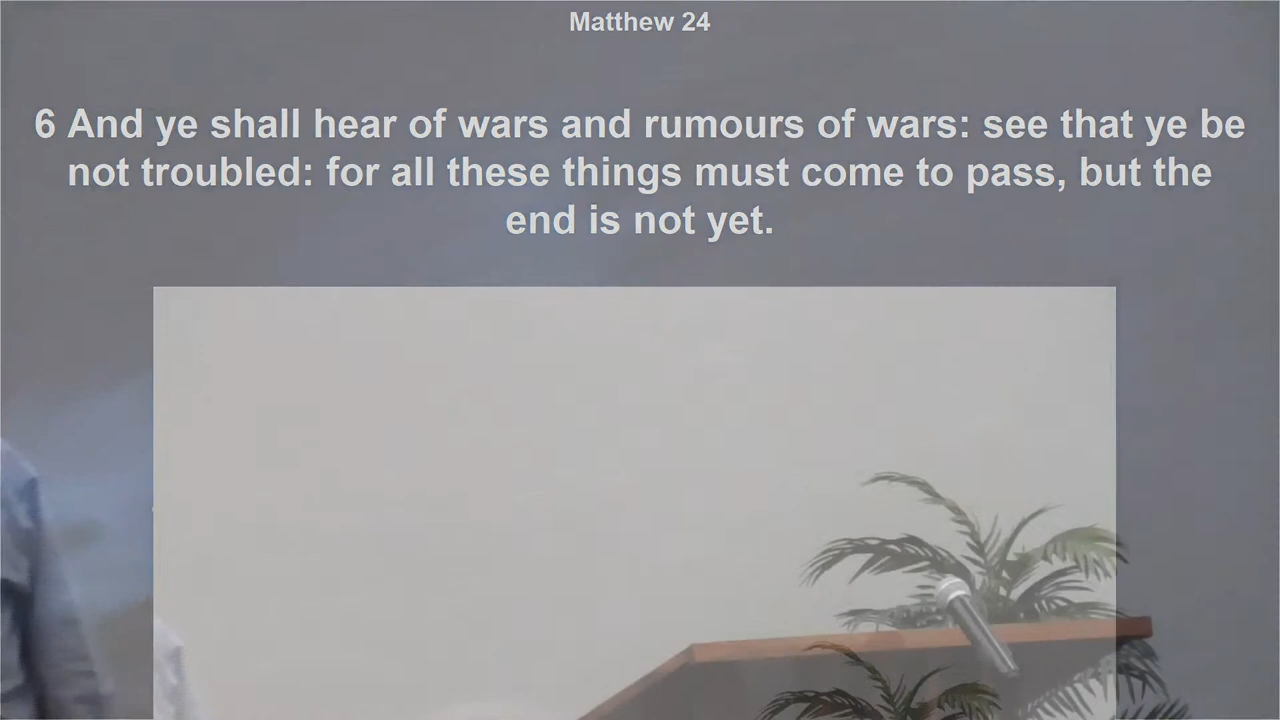 Matthew 24
6 And ye shall hear of wars and rumours of wars: see that ye be
not troubled: for all these things must come to pass, but the
end is not yet.